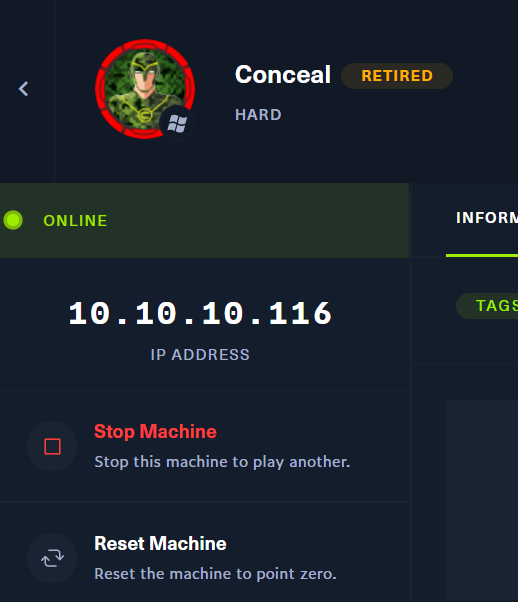 Conceal RETIRED
HARD
ONLINE
INFORM
TAGS
10.10.10.116
IP ADDRESS
Stop Machine
Stop this machine to play another.
Reset Machine
Reset the machine to point zero.